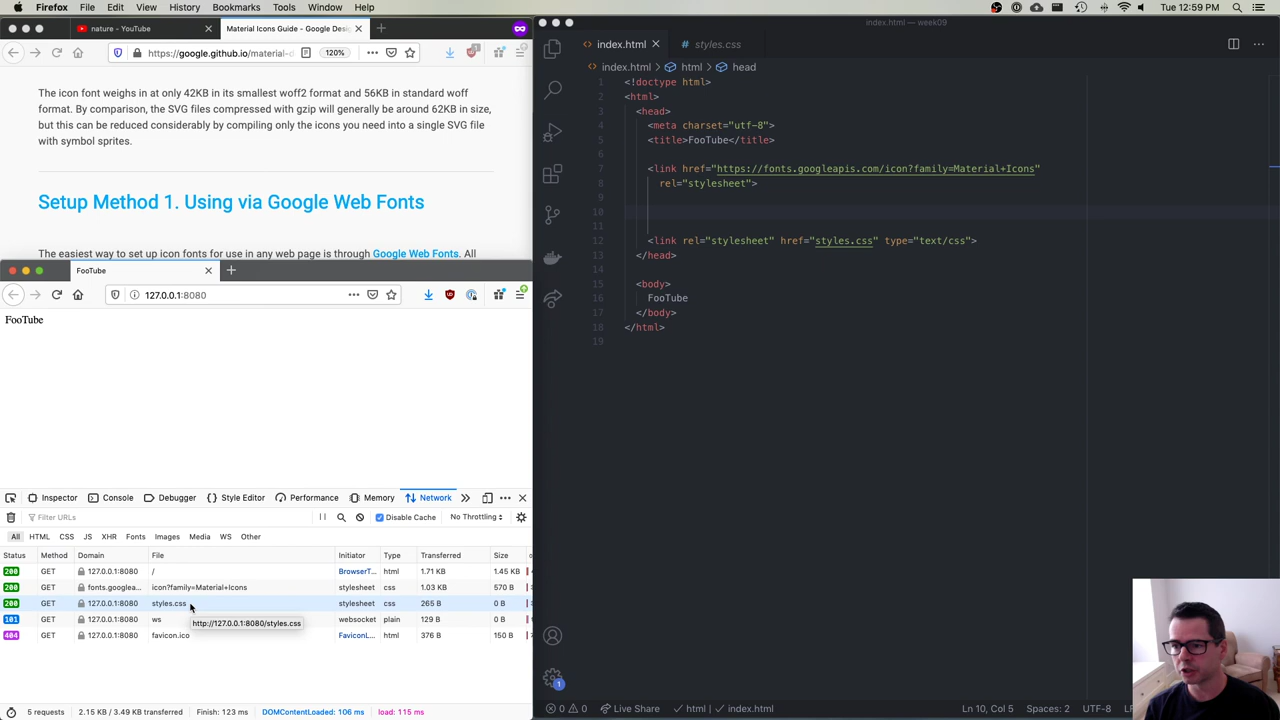 Firefox File Edit View History Bookmarks Tools Window Help
Tue 12:59 PM
nature - YouTube
Material Icons Guide - Google Desi
https://google.github.io/material-d
120%
The icon font weighs in at only 42KB in its smallest woff2 format and 56KB in standard woff
format. By comparison, the SVG files compressed with gzip will generally be around 62KB in size,
but this can be reduced considerably by compiling only the icons you need into a single SVG file
with symbol sprites.
Setup Method 1. Using via Google Web Fonts
The easiest way to set up icon fonts for use in any web page is through Google Web Fonts. All
FooTube
127.0.0.1:8080
FooTube
Inspector Console Debugger Style Editor Performance Memory Network
Filter URLs
Disable Cache
No Throttling
All HTML CSS JS XHR Fonts Images Media WS Other
Status Method Domain File Initiator Type Transferred Size
200 GET 127.0.0.1:8080 / BrowserT... html 1.71 KB 1.45 KB
200 GET fonts.googlea... icon?family=Material+Icons stylesheet css 1.03 KB 570 B
200 GET 127.0.0.1:8080 styles.css stylesheet css 265 B 0 B
101 GET 127.0.0.1:8080 ws websocket plain 129 B 0 B
http://127.0.0.1:8080/styles.css
404 GET 127.0.0.1:8080 favicon.ico FaviconL... html 376 B 150 B
5 requests 2.15 KB / 3.49 KB transferred Finish: 123 ms DOMContentLoaded: 106 ms load: 115 ms
index.html — week09
index.html
styles.css
index.html html head
1 <!doctype html>
2 <html>
3 <head>
4 <meta charset="utf-8">
5 <title>FooTube</title>
6
7 <link href="https://fonts.googleapis.com/icon?family=Material+Icons"
8 rel="stylesheet">
9
10
11
12 <link rel="stylesheet" href="styles.css" type="text/css">
13 </head>
14
15 <body>
16 FooTube
17 </body>
18 </html>
19
1
0 0 Live Share html index.html
Ln 10, Col 5 Spaces: 2 UTF-8